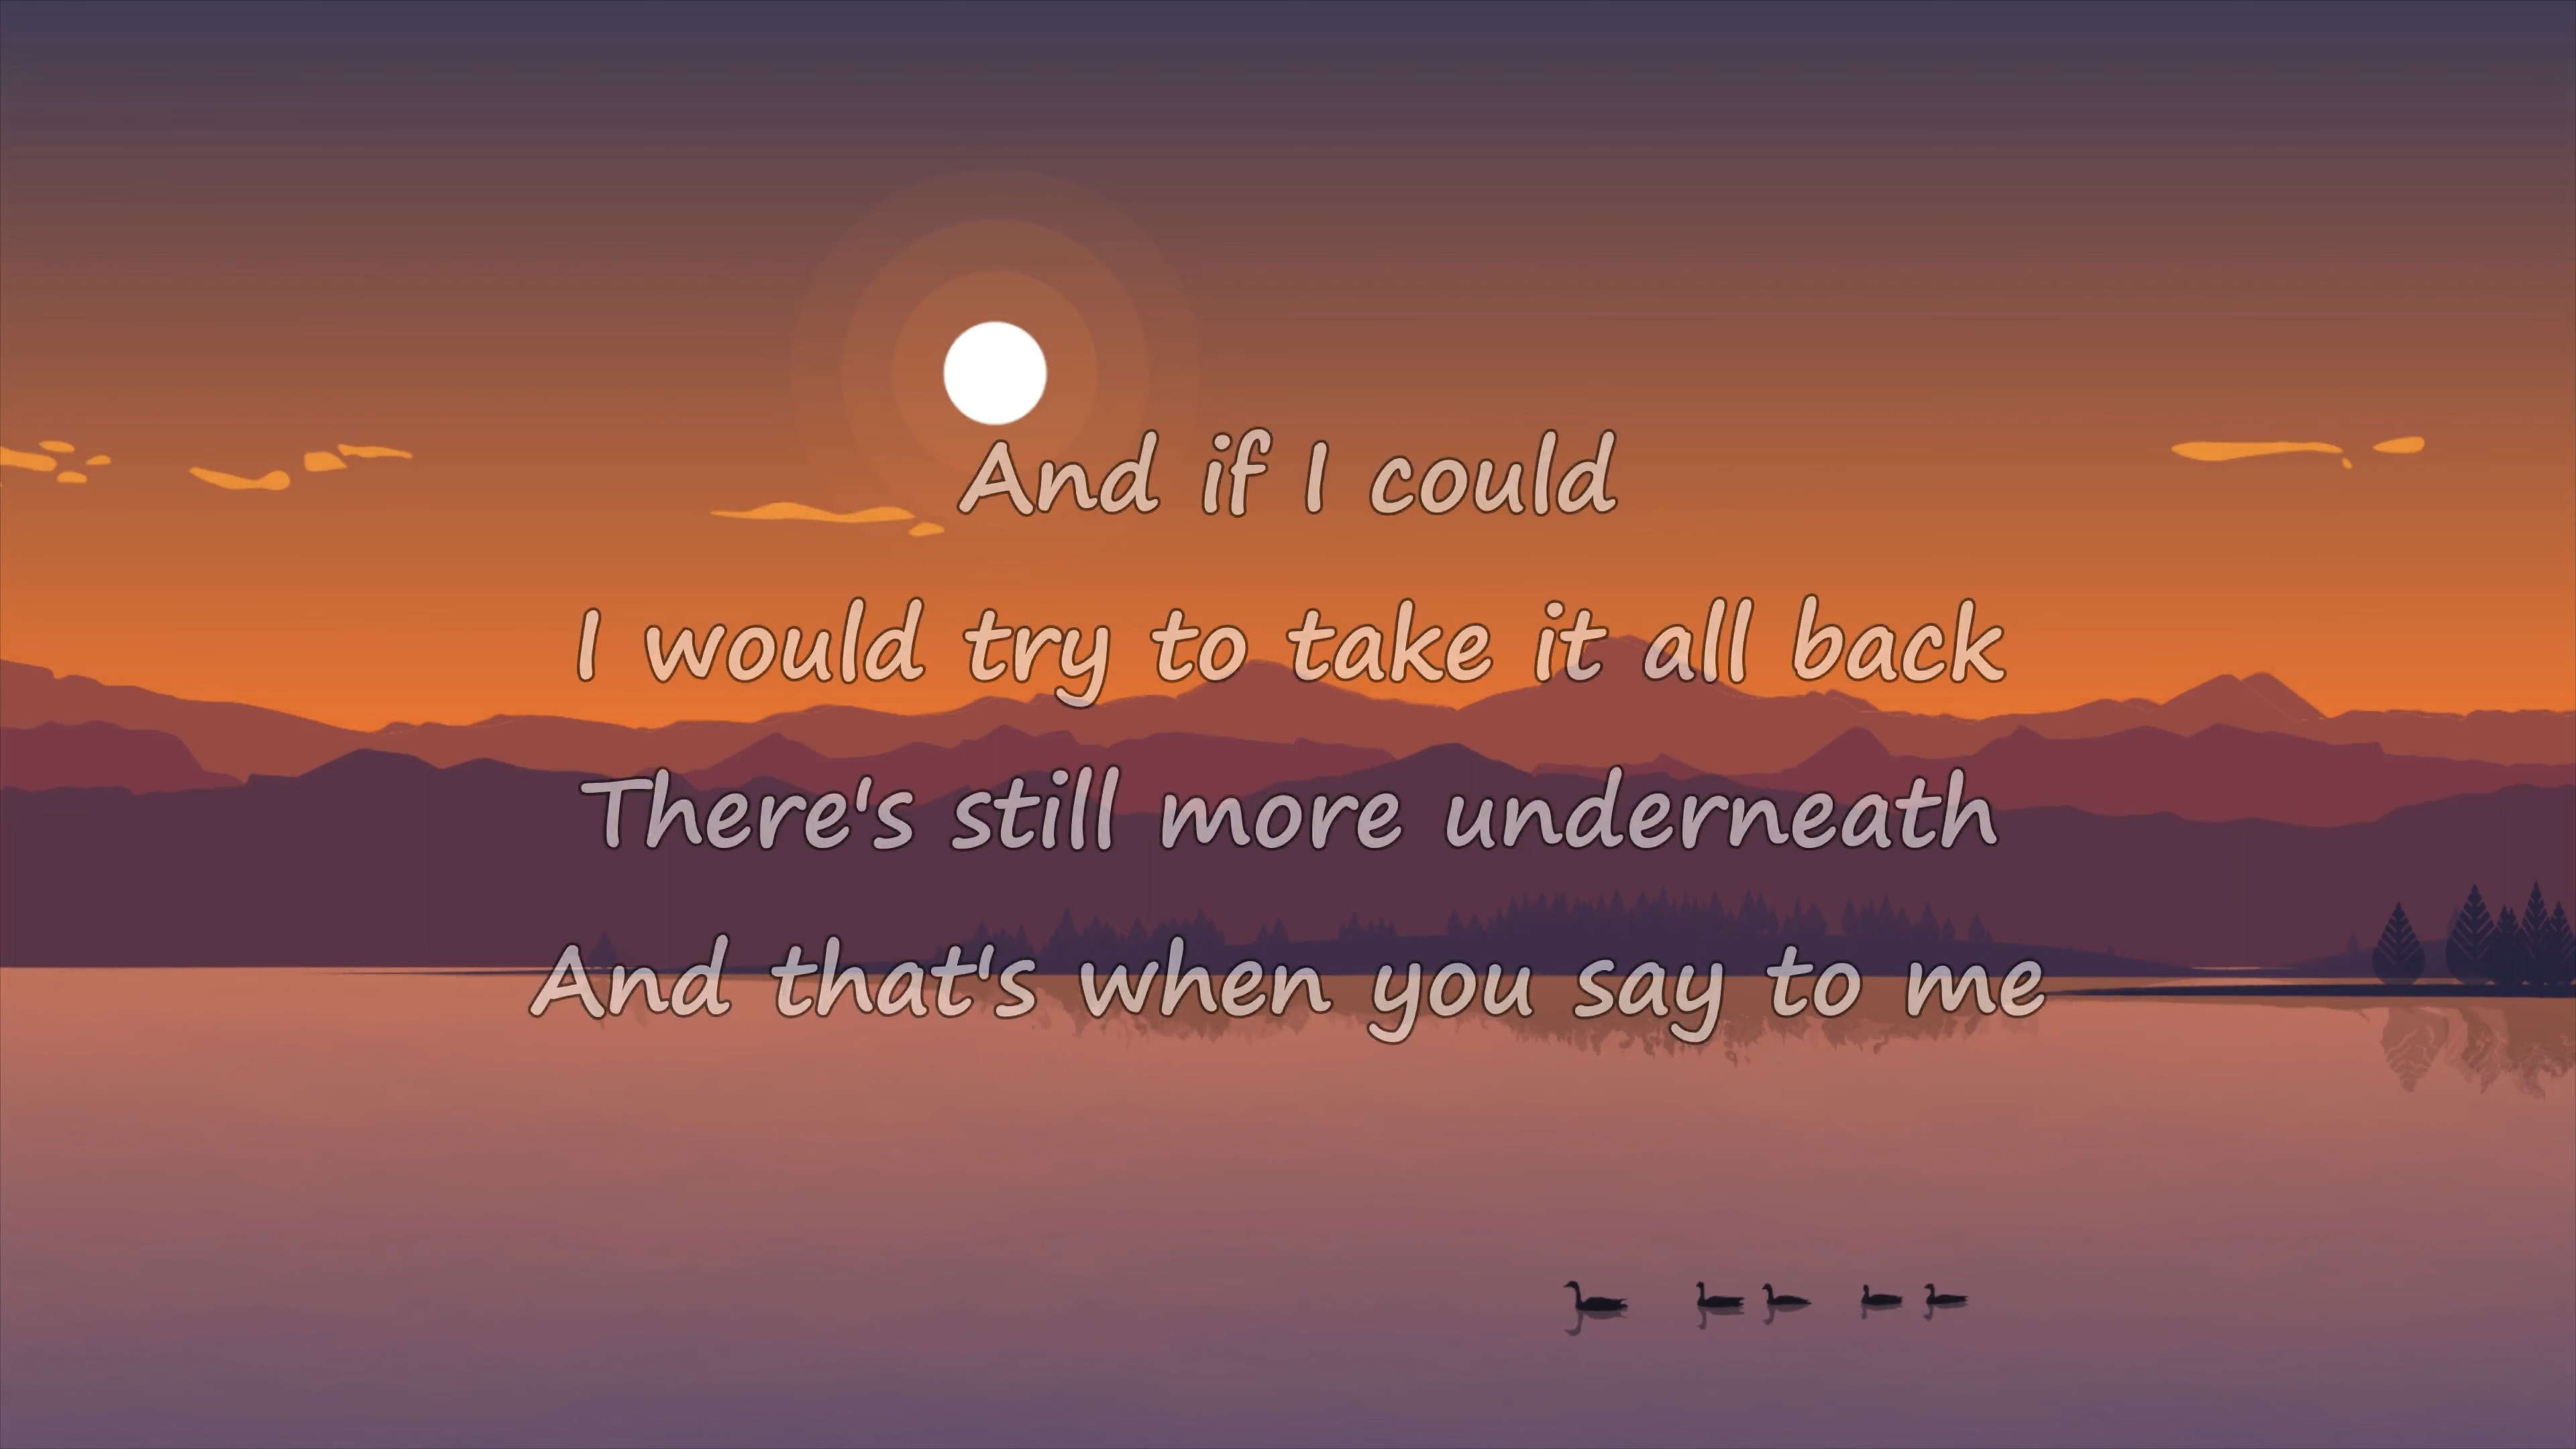 And if I could
I would try to take it all back
There's still more underneath
And that's when you say to me